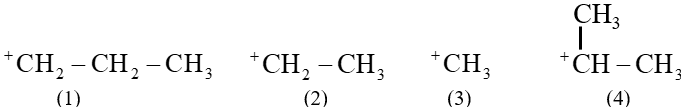 CH₃
⁺CH₂ – CH₂ – CH₃ ⁺CH₂ – CH₃ ⁺CH₃ ⁺CH – CH₃
(1) (2) (3) (4)